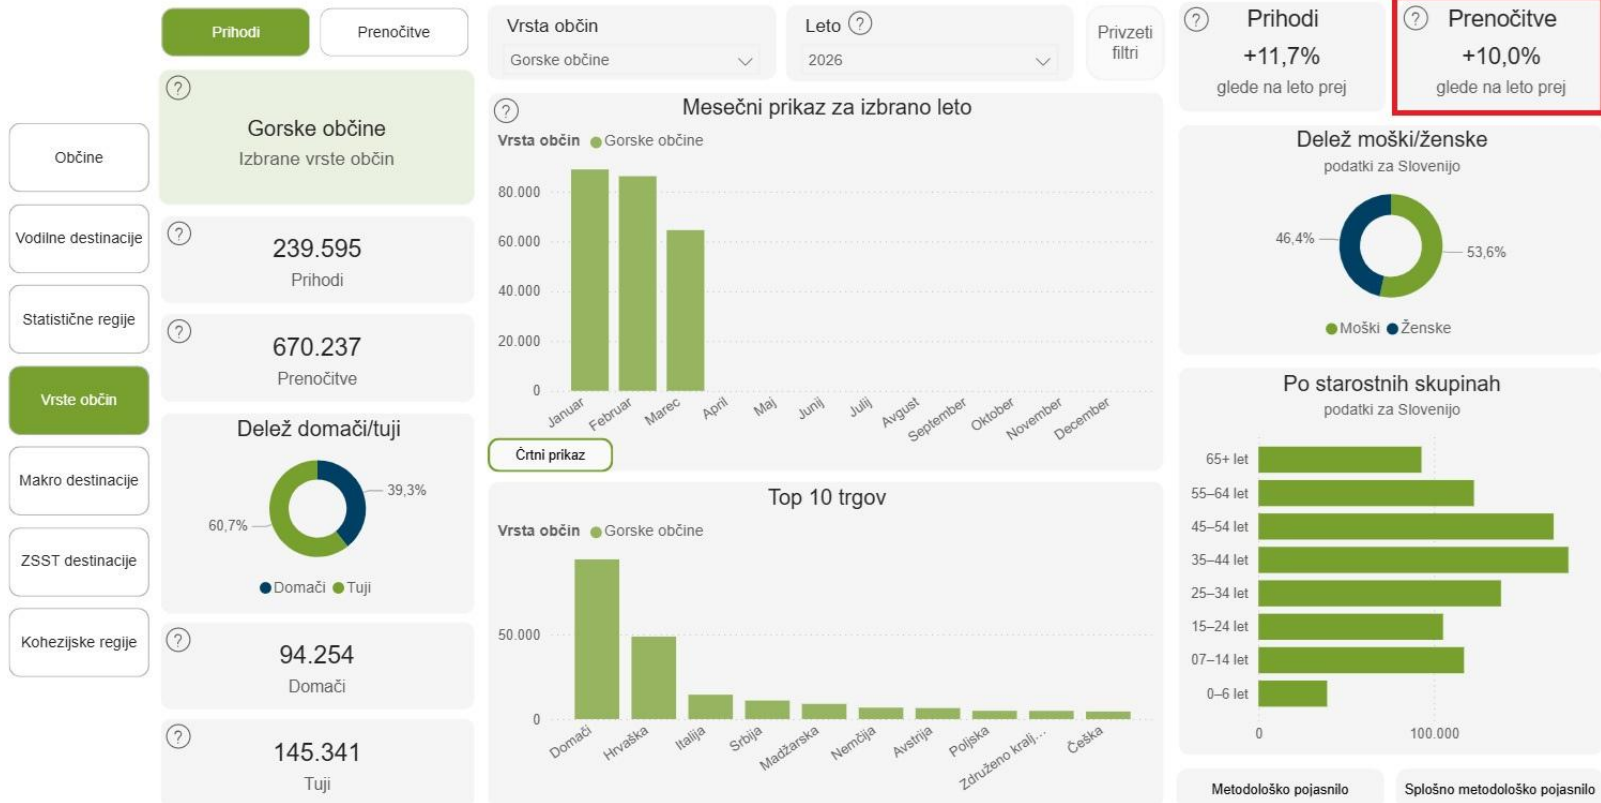 Občine
Vodilne destinacije
Statistične regije
Vrste občin
Makro destinacije
ZSST destinacije
Kohezijske regije
Prihodi
Prenočitve
?
Gorske občine
Izbrane vrste občin
?
239.595
Prihodi
?
670.237
Prenočitve
Delež domači/tuji
39,3%
60,7%
Domači Tuji
?
94.254
Domači
?
145.341
Tuji
Vrsta občin
Gorske občine
Leto ?
2026
Privzeti
filtri
?
Mesečni prikaz za izbrano leto
Vrsta občin Gorske občine
80.000
60.000
40.000
20.000
0
Januar
Februar
Marec
April
Maj
Junij
Julij
Avgust
September
Oktober
November
December
Črtni prikaz
Top 10 trgov
Vrsta občin Gorske občine
50.000
0
Domači
Hrvaška
Italija
Srbija
Madžarska
Nemčija
Avstrija
Poljska
Združeno kralj...
Češka
?
Prihodi
+11,7%
glede na leto prej
?
Prenočitve
+10,0%
glede na leto prej
Delež moški/ženske
podatki za Slovenijo
46,4%
53,6%
Moški Ženske
Po starostnih skupinah
podatki za Slovenijo
65+ let
55–64 let
45–54 let
35–44 let
25–34 let
15–24 let
07–14 let
0–6 let
0
100.000
Metodološko pojasnilo
Splošno metodološko pojasnilo